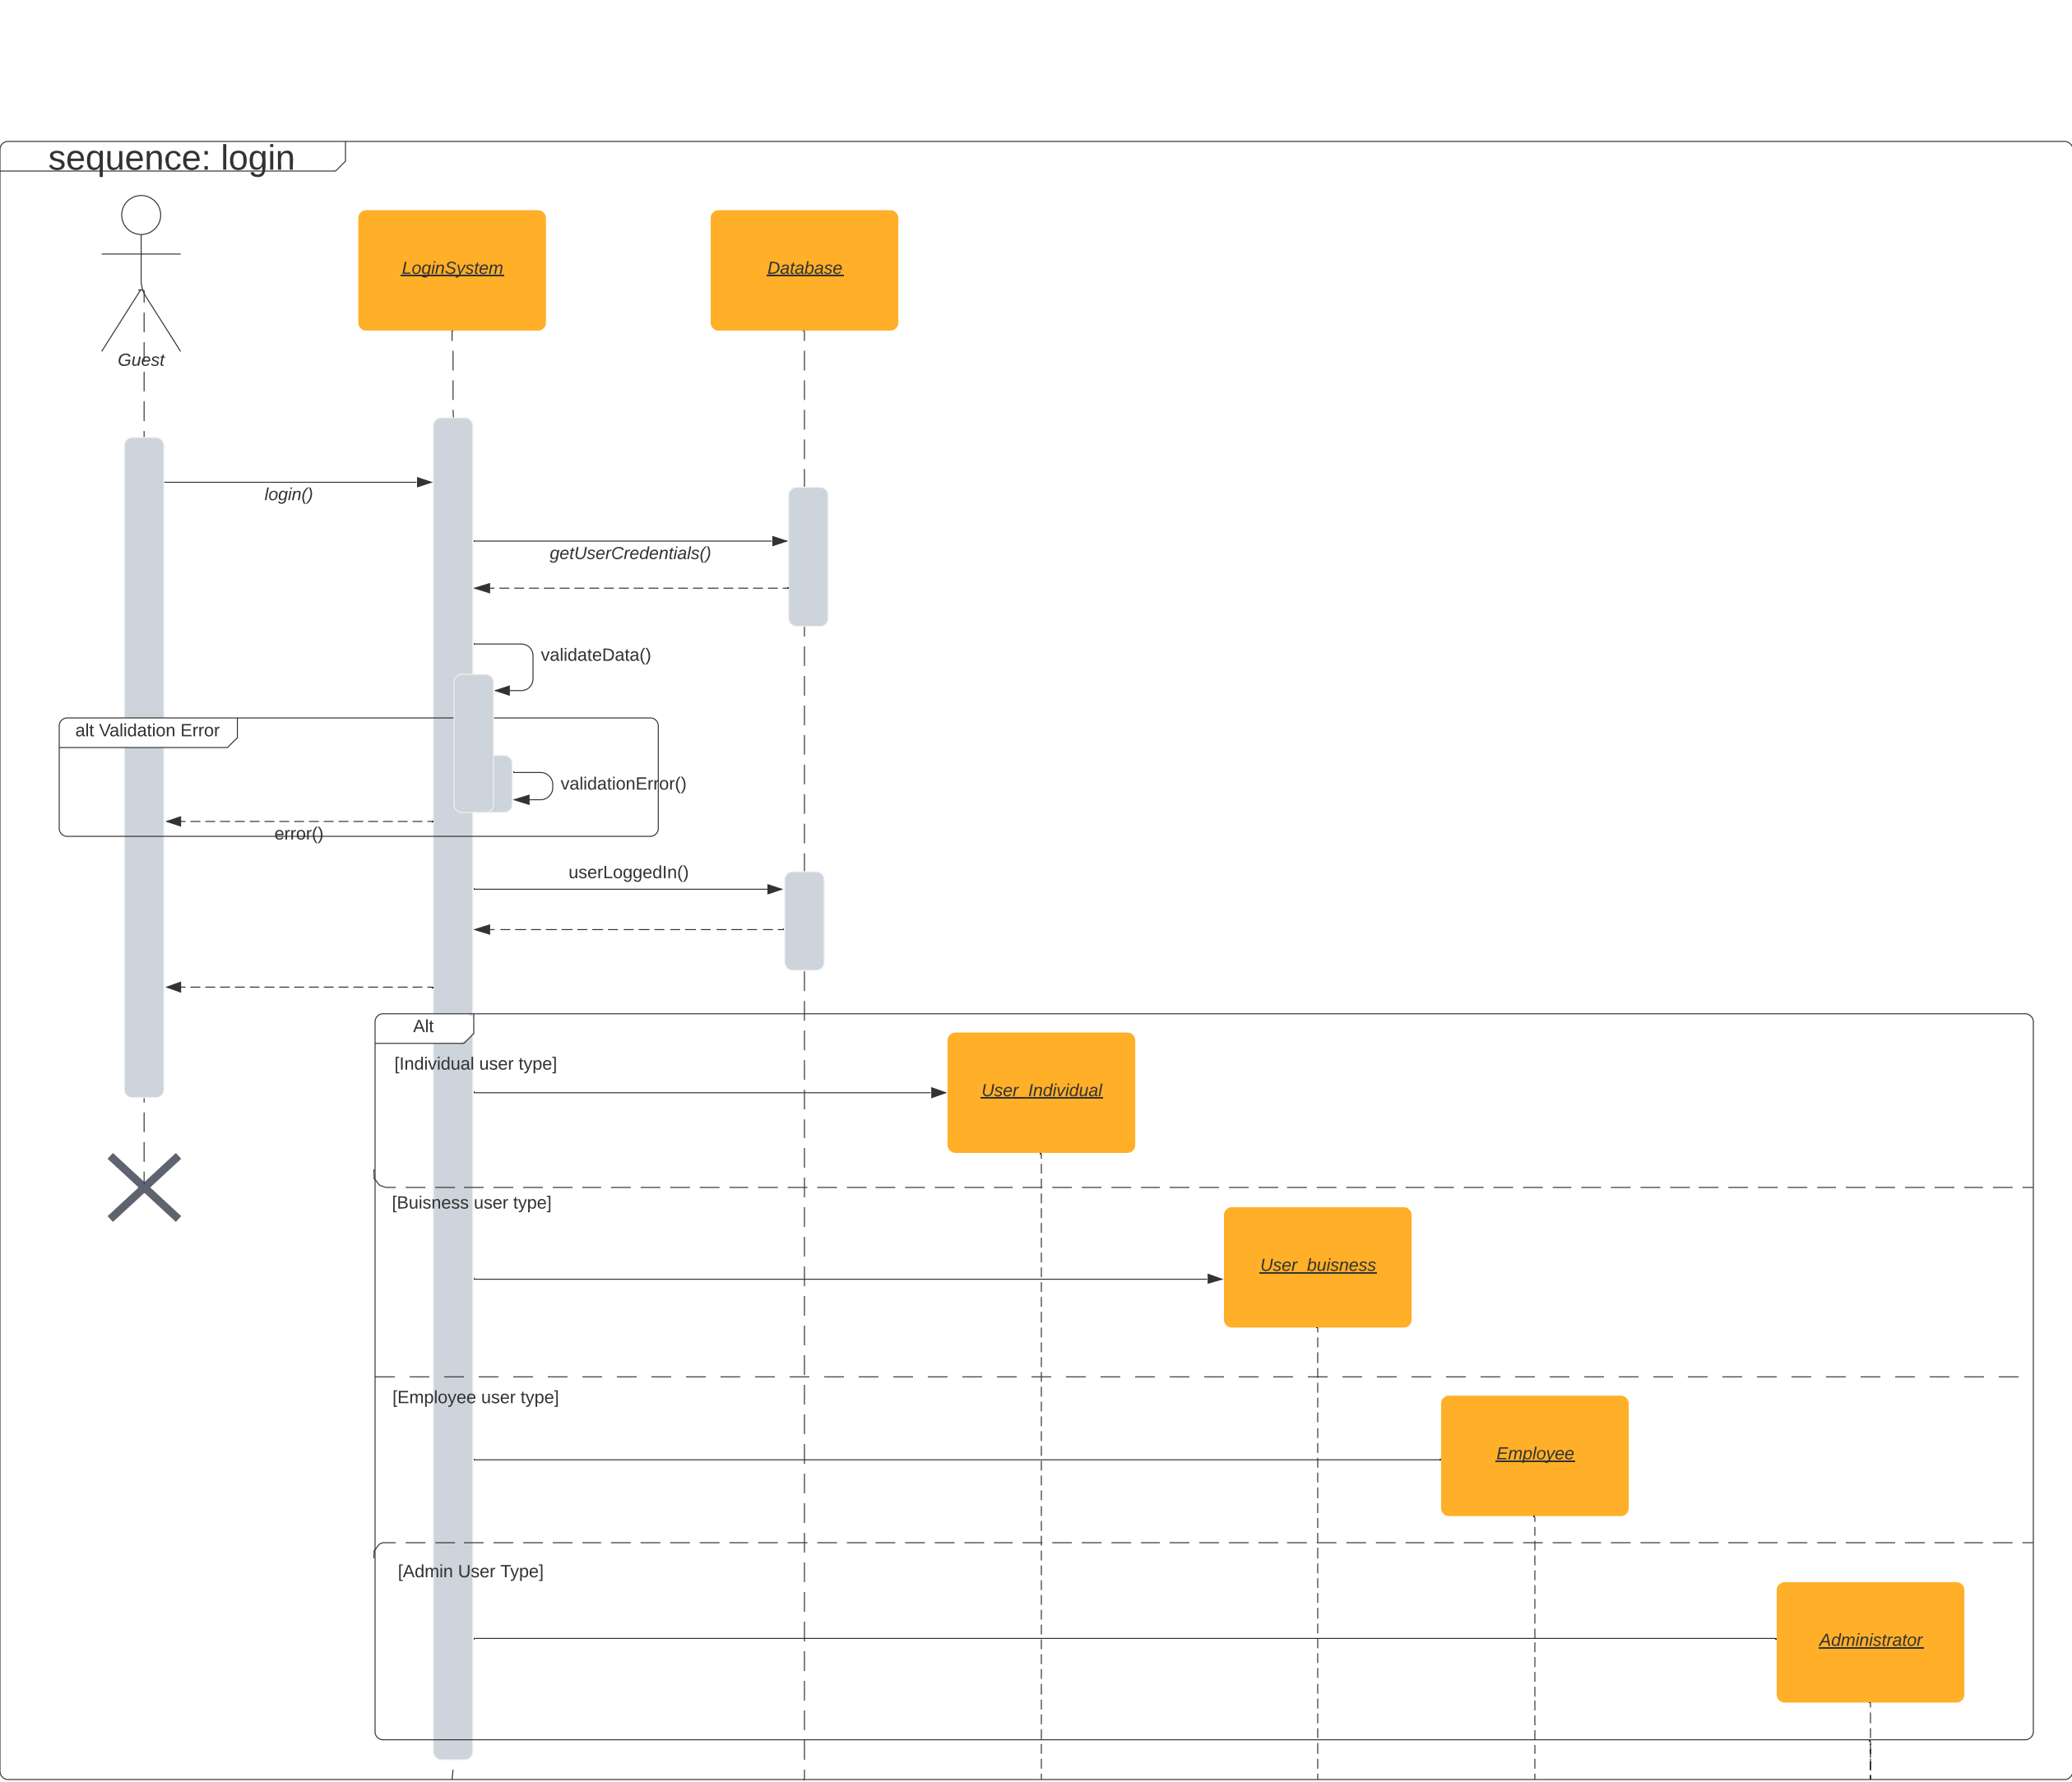 sequence: login
LoginSystem
Database
Guest
login()
getUserCredentials()
validateData()
alt Validation Error
validationError()
error()
userLoggedIn()
Alt
[Individual user type]
User_Individual
[Buisness user type]
User_buisness
[Employee user type]
Employee
[Admin User Type]
Administrator